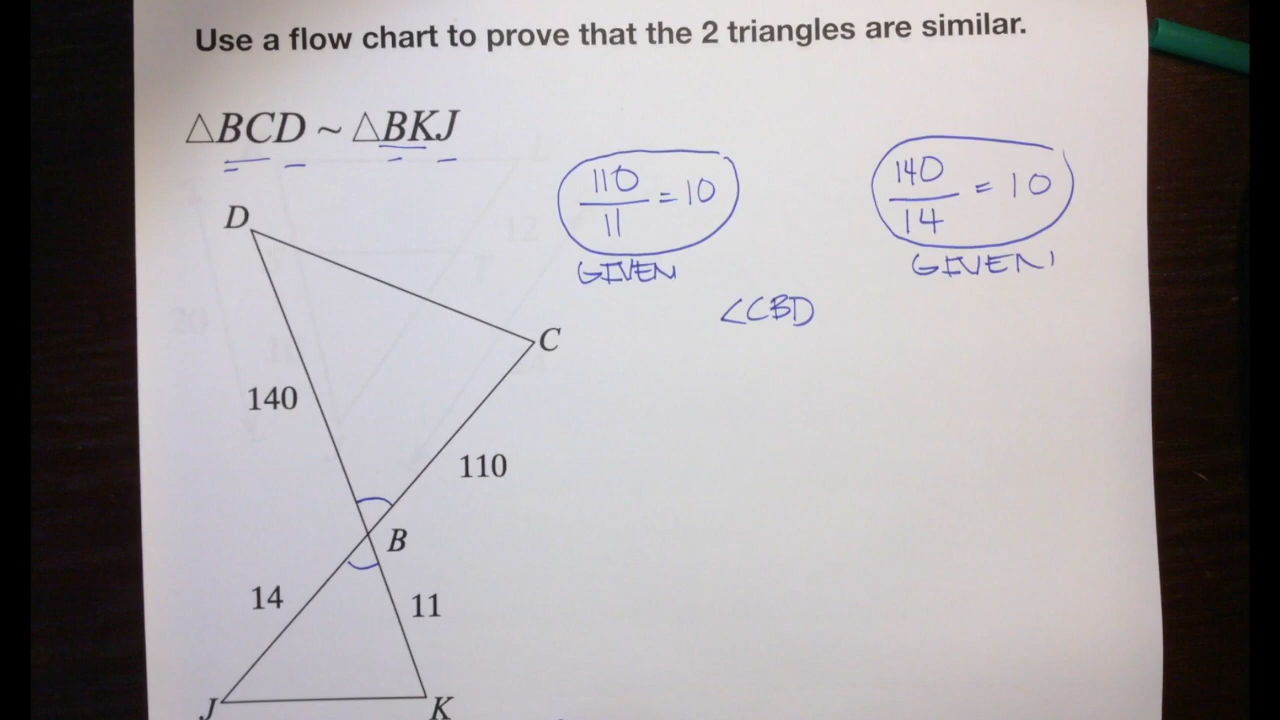 Use a flow chart to prove that the 2 triangles are similar.
△BCD ~ △BKJ
110/11 = 10
140/14 = 10
GIVEN
GIVEN
∠CBD
D
C
140
110
B
14
11
J
K